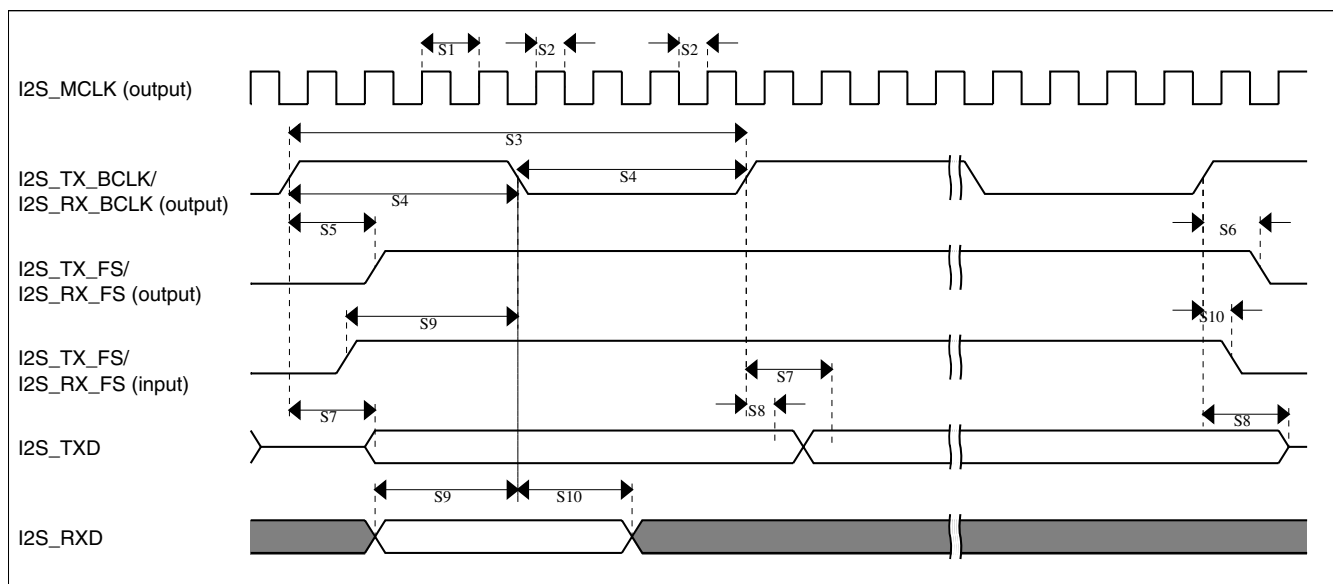 S1 S2 S2
I2S_MCLK (output)
S3
I2S_TX_BCLK/
I2S_RX_BCLK (output)
S4
S4
S5
S6
I2S_TX_FS/
I2S_RX_FS (output)
S9
S10
I2S_TX_FS/
I2S_RX_FS (input)
S7
S7
S8
S8
I2S_TXD
S9
S10
I2S_RXD